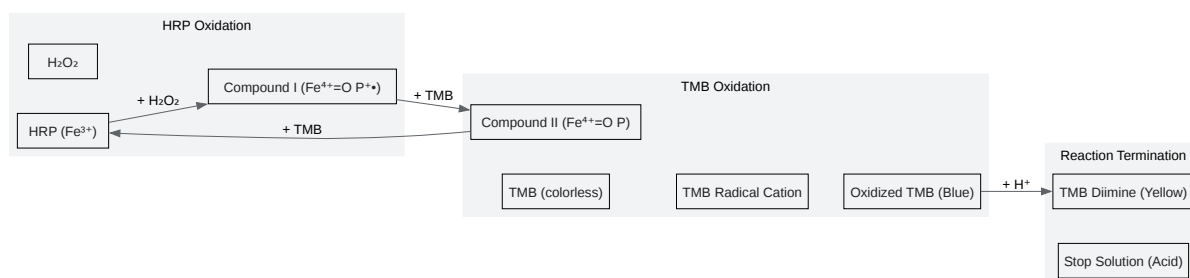 HRP Oxidation
H₂O₂
Compound I (Fe⁴⁺=O P⁺•)
+ H₂O₂
HRP (Fe³⁺)
+ TMB
+ TMB
TMB Oxidation
Compound II (Fe⁴⁺=O P)
TMB (colorless)
TMB Radical Cation
Oxidized TMB (Blue)
+ H⁺
Reaction Termination
TMB Diimine (Yellow)
Stop Solution (Acid)